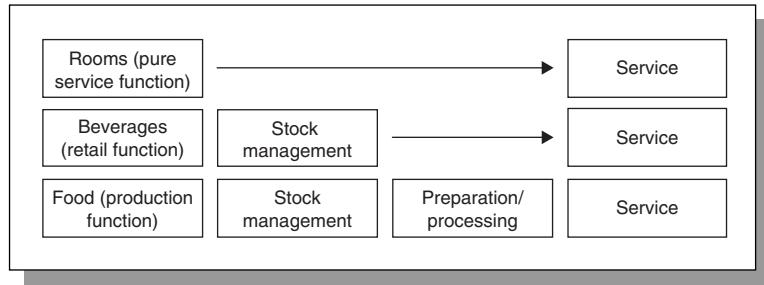 Rooms (pure
service function)
Service
Beverages
(retail function)
Stock
management
Service
Food (production
function)
Stock
management
Preparation/
processing
Service